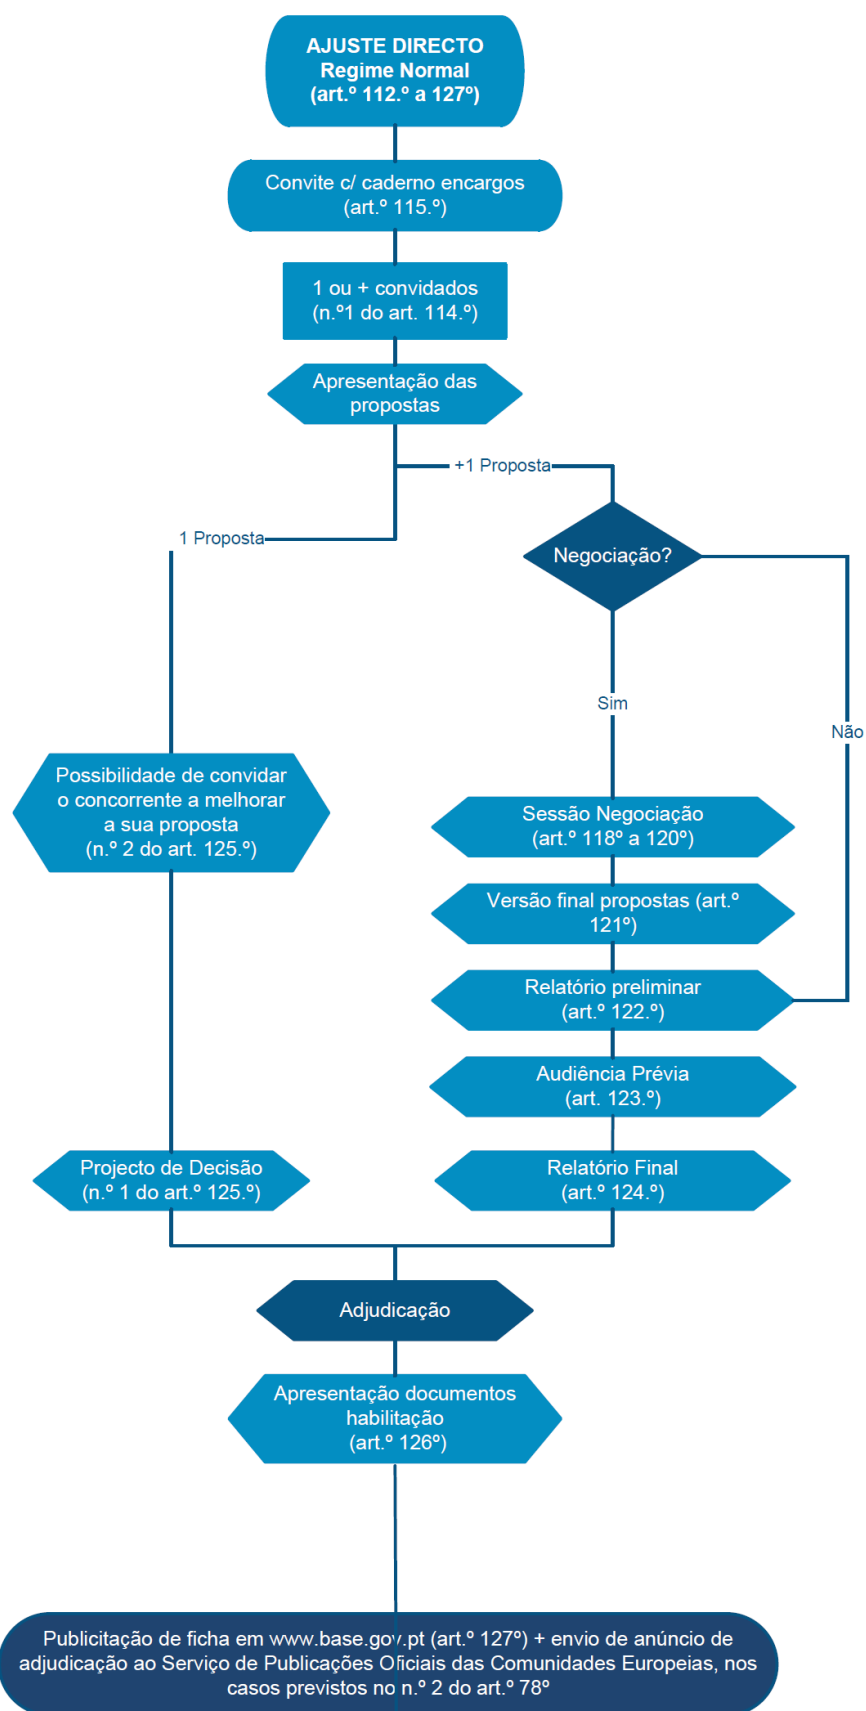 AJUSTE DIRECTO
Regime Normal
(art.º 112.º a 127º)
Convite c/ caderno encargos
(art.º 115.º)
1 ou + convidados
(n.º1 do art. 114.º)
Apresentação das
propostas
+1 Proposta
1 Proposta
Negociação?
Sim
Não
Possibilidade de convidar
o concorrente a melhorar
a sua proposta
(n.º 2 do art. 125.º)
Sessão Negociação
(art.º 118º a 120º)
Versão final propostas (art.º
121º)
Relatório preliminar
(art.º 122.º)
Audiência Prévia
(art. 123.º)
Projecto de Decisão
(n.º 1 do art.º 125.º)
Relatório Final
(art.º 124.º)
Adjudicação
Apresentação documentos
habilitação
(art.º 126º)
Publicitação de ficha em www.base.gov.pt (art.º 127º) + envio de anúncio de
adjudicação ao Serviço de Publicações Oficiais das Comunidades Europeias, nos
casos previstos no n.º 2 do art.º 78º